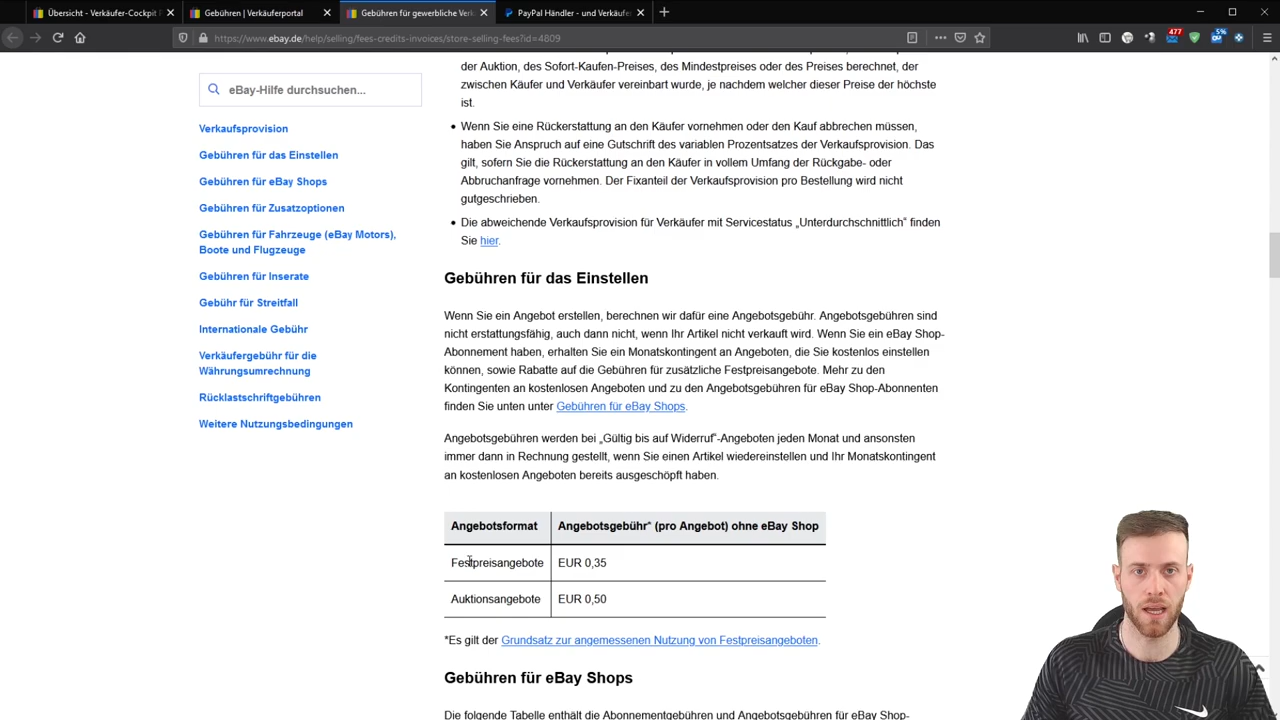 Übersicht - Verkäufer-Cockpit P
Gebühren | Verkäuferportal
Gebühren für gewerbliche Verk
PayPal Händler - und Verkäufer
https://www.ebay.de/help/selling/fees-credits-invoices/store-selling-fees?id=4809
477
5%
eBay-Hilfe durchsuchen...
Verkaufsprovision
Gebühren für das Einstellen
Gebühren für eBay Shops
Gebühren für Zusatzoptionen
Gebühren für Fahrzeuge (eBay Motors),
Boote und Flugzeuge
Gebühren für Inserate
Gebühr für Streitfall
Internationale Gebühr
Verkäufergebühr für die
Währungsumrechnung
Rücklastschriftgebühren
Weitere Nutzungsbedingungen
der Auktion, des Sofort-Kaufen-Preises, des Mindestpreises oder des Preises berechnet, der
zwischen Käufer und Verkäufer vereinbart wurde, je nachdem welcher dieser Preise der höchste
ist.
• Wenn Sie eine Rückerstattung an den Käufer vornehmen oder den Kauf abbrechen müssen,
haben Sie Anspruch auf eine Gutschrift des variablen Prozentsatzes der Verkaufsprovision. Das
gilt, sofern Sie die Rückerstattung an den Käufer in vollem Umfang der Rückgabe- oder
Abbruchanfrage vornehmen. Der Fixanteil der Verkaufsprovision pro Bestellung wird nicht
gutgeschrieben.
• Die abweichende Verkaufsprovision für Verkäufer mit Servicestatus „Unterdurchschnittlich“ finden
Sie hier.
Gebühren für das Einstellen
Wenn Sie ein Angebot erstellen, berechnen wir dafür eine Angebotsgebühr. Angebotsgebühren sind
nicht erstattungsfähig, auch dann nicht, wenn Ihr Artikel nicht verkauft wird. Wenn Sie ein eBay Shop-
Abonnement haben, erhalten Sie ein Monatskontingent an Angeboten, die Sie kostenlos einstellen
können, sowie Rabatte auf die Gebühren für zusätzliche Festpreisangebote. Mehr zu den
Kontingenten an kostenlosen Angeboten und zu den Angebotsgebühren für eBay Shop-Abonnenten
finden Sie unten unter Gebühren für eBay Shops.
Angebotsgebühren werden bei „Gültig bis auf Widerruf“-Angeboten jeden Monat und ansonsten
immer dann in Rechnung gestellt, wenn Sie einen Artikel wiedereinstellen und Ihr Monatskontingent
an kostenlosen Angeboten bereits ausgeschöpft haben.
Angebotsformat Angebotsgebühr* (pro Angebot) ohne eBay Shop
Festpreisangebote EUR 0,35
Auktionsangebote EUR 0,50
*Es gilt der Grundsatz zur angemessenen Nutzung von Festpreisangeboten.
Gebühren für eBay Shops
Die folgende Tabelle enthält die Abonnementgebühren und Angebotsgebühren für eBay Shop-